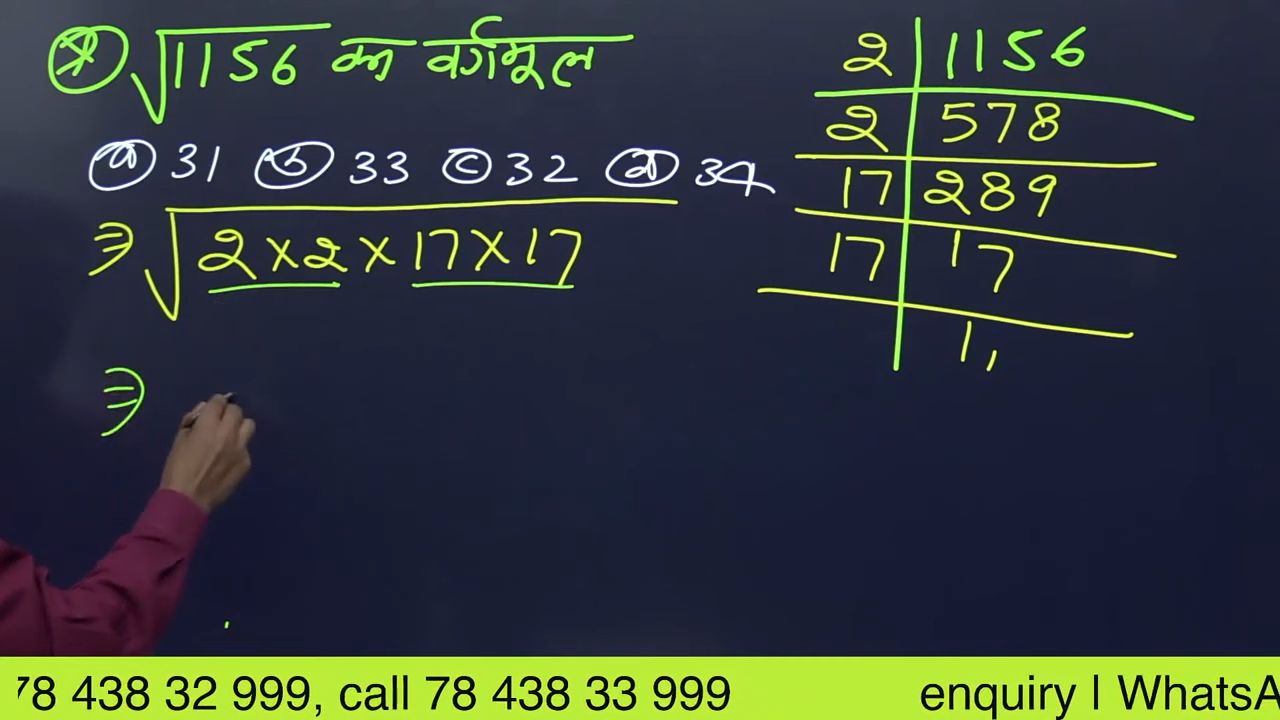 * √1156 का वर्गमूल
(a) 31 (b) 33 (c) 32 (d) 34
⇒ √2×2×17×17
⇒
2 | 1156
2 | 578
17 | 289
17 | 17
1,
78 438 32 999, call 78 438 33 999 enquiry I WhatsA